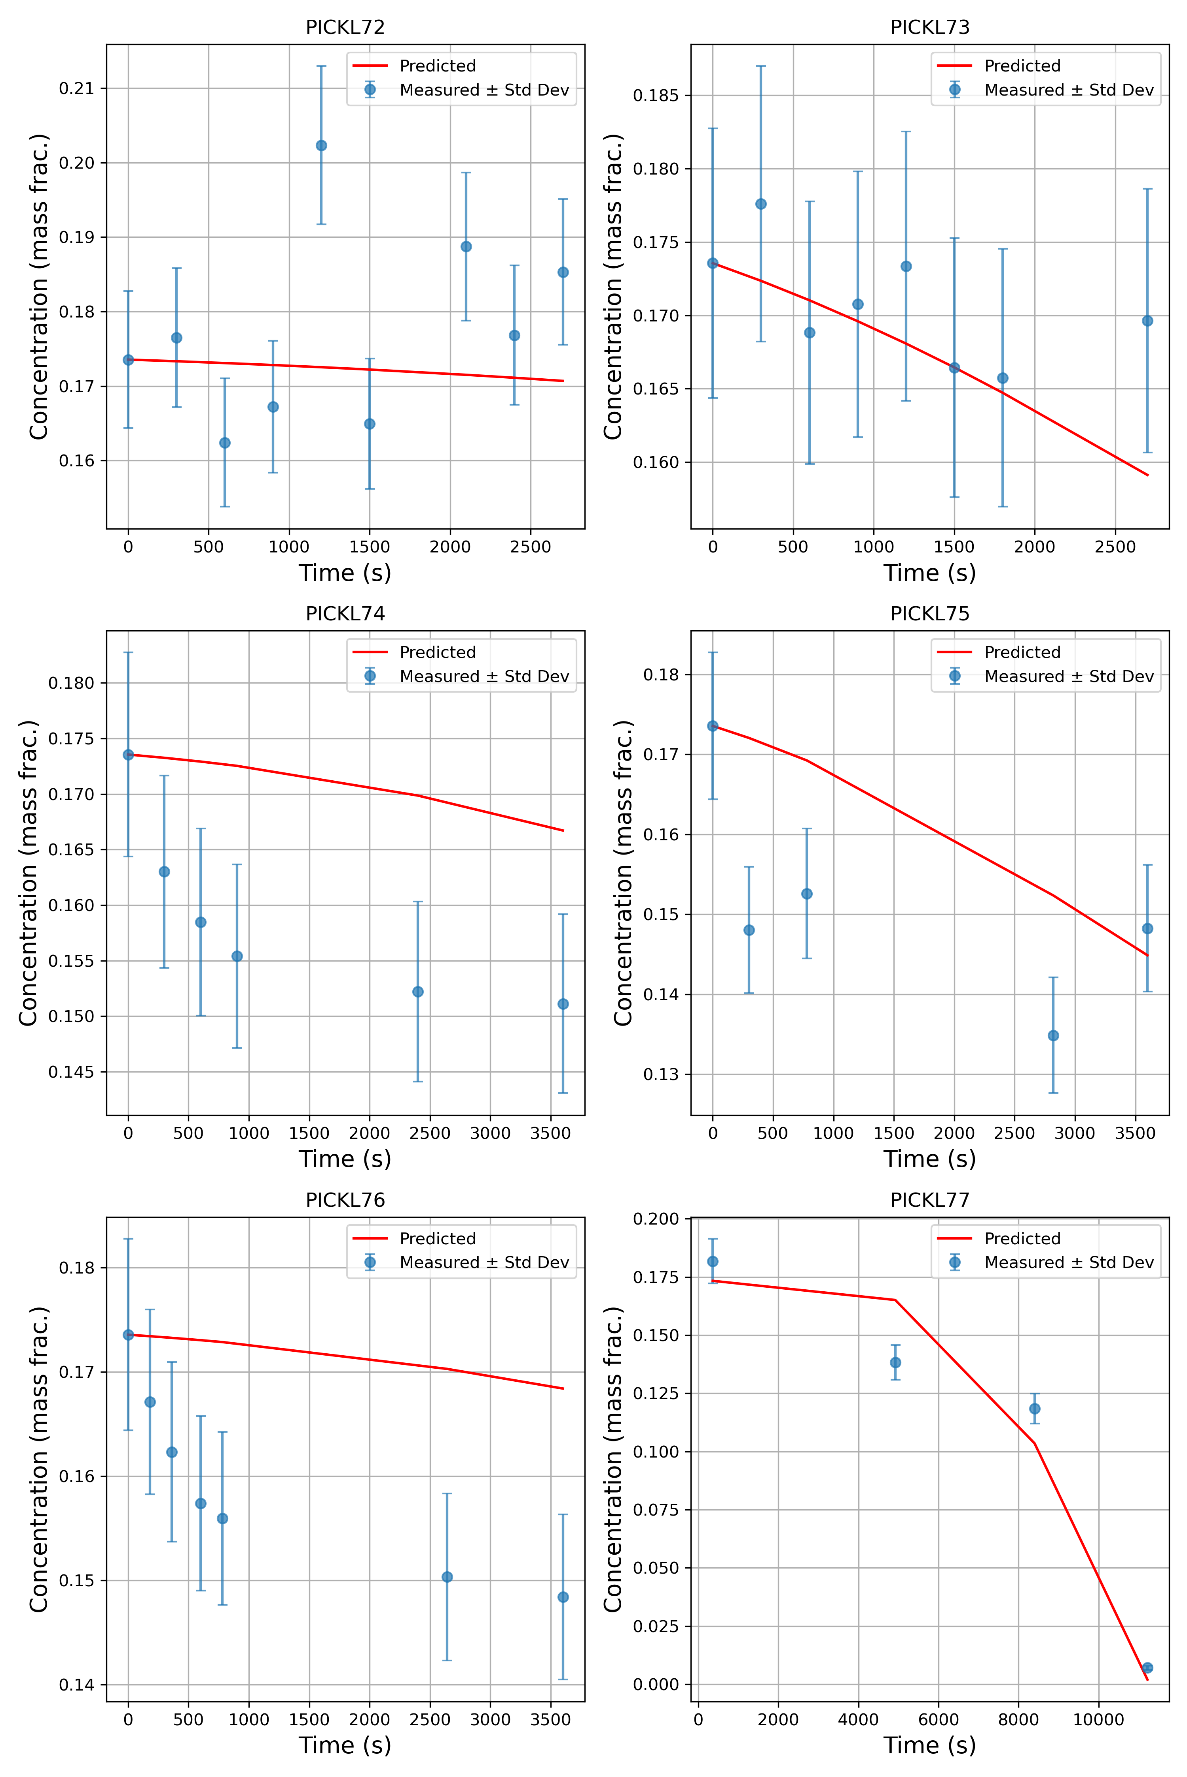 PICKL72
Concentration (mass frac.)
0.21
0.20
0.19
0.18
0.17
0.16
Predicted
Measured ± Std Dev
0 500 1000 1500 2000 2500
Time (s)
PICKL73
Concentration (mass frac.)
0.185
0.180
0.175
0.170
0.165
0.160
Predicted
Measured ± Std Dev
0 500 1000 1500 2000 2500
Time (s)
PICKL74
Concentration (mass frac.)
0.180
0.175
0.170
0.165
0.160
0.155
0.150
0.145
Predicted
Measured ± Std Dev
0 500 1000 1500 2000 2500 3000 3500
Time (s)
PICKL75
Concentration (mass frac.)
0.18
0.17
0.16
0.15
0.14
0.13
Predicted
Measured ± Std Dev
0 500 1000 1500 2000 2500 3000 3500
Time (s)
PICKL76
Concentration (mass frac.)
0.18
0.17
0.16
0.15
0.14
Predicted
Measured ± Std Dev
0 500 1000 1500 2000 2500 3000 3500
Time (s)
PICKL77
Concentration (mass frac.)
0.200
0.175
0.150
0.125
0.100
0.075
0.050
0.025
0.000
Predicted
Measured ± Std Dev
0 2000 4000 6000 8000 10000
Time (s)